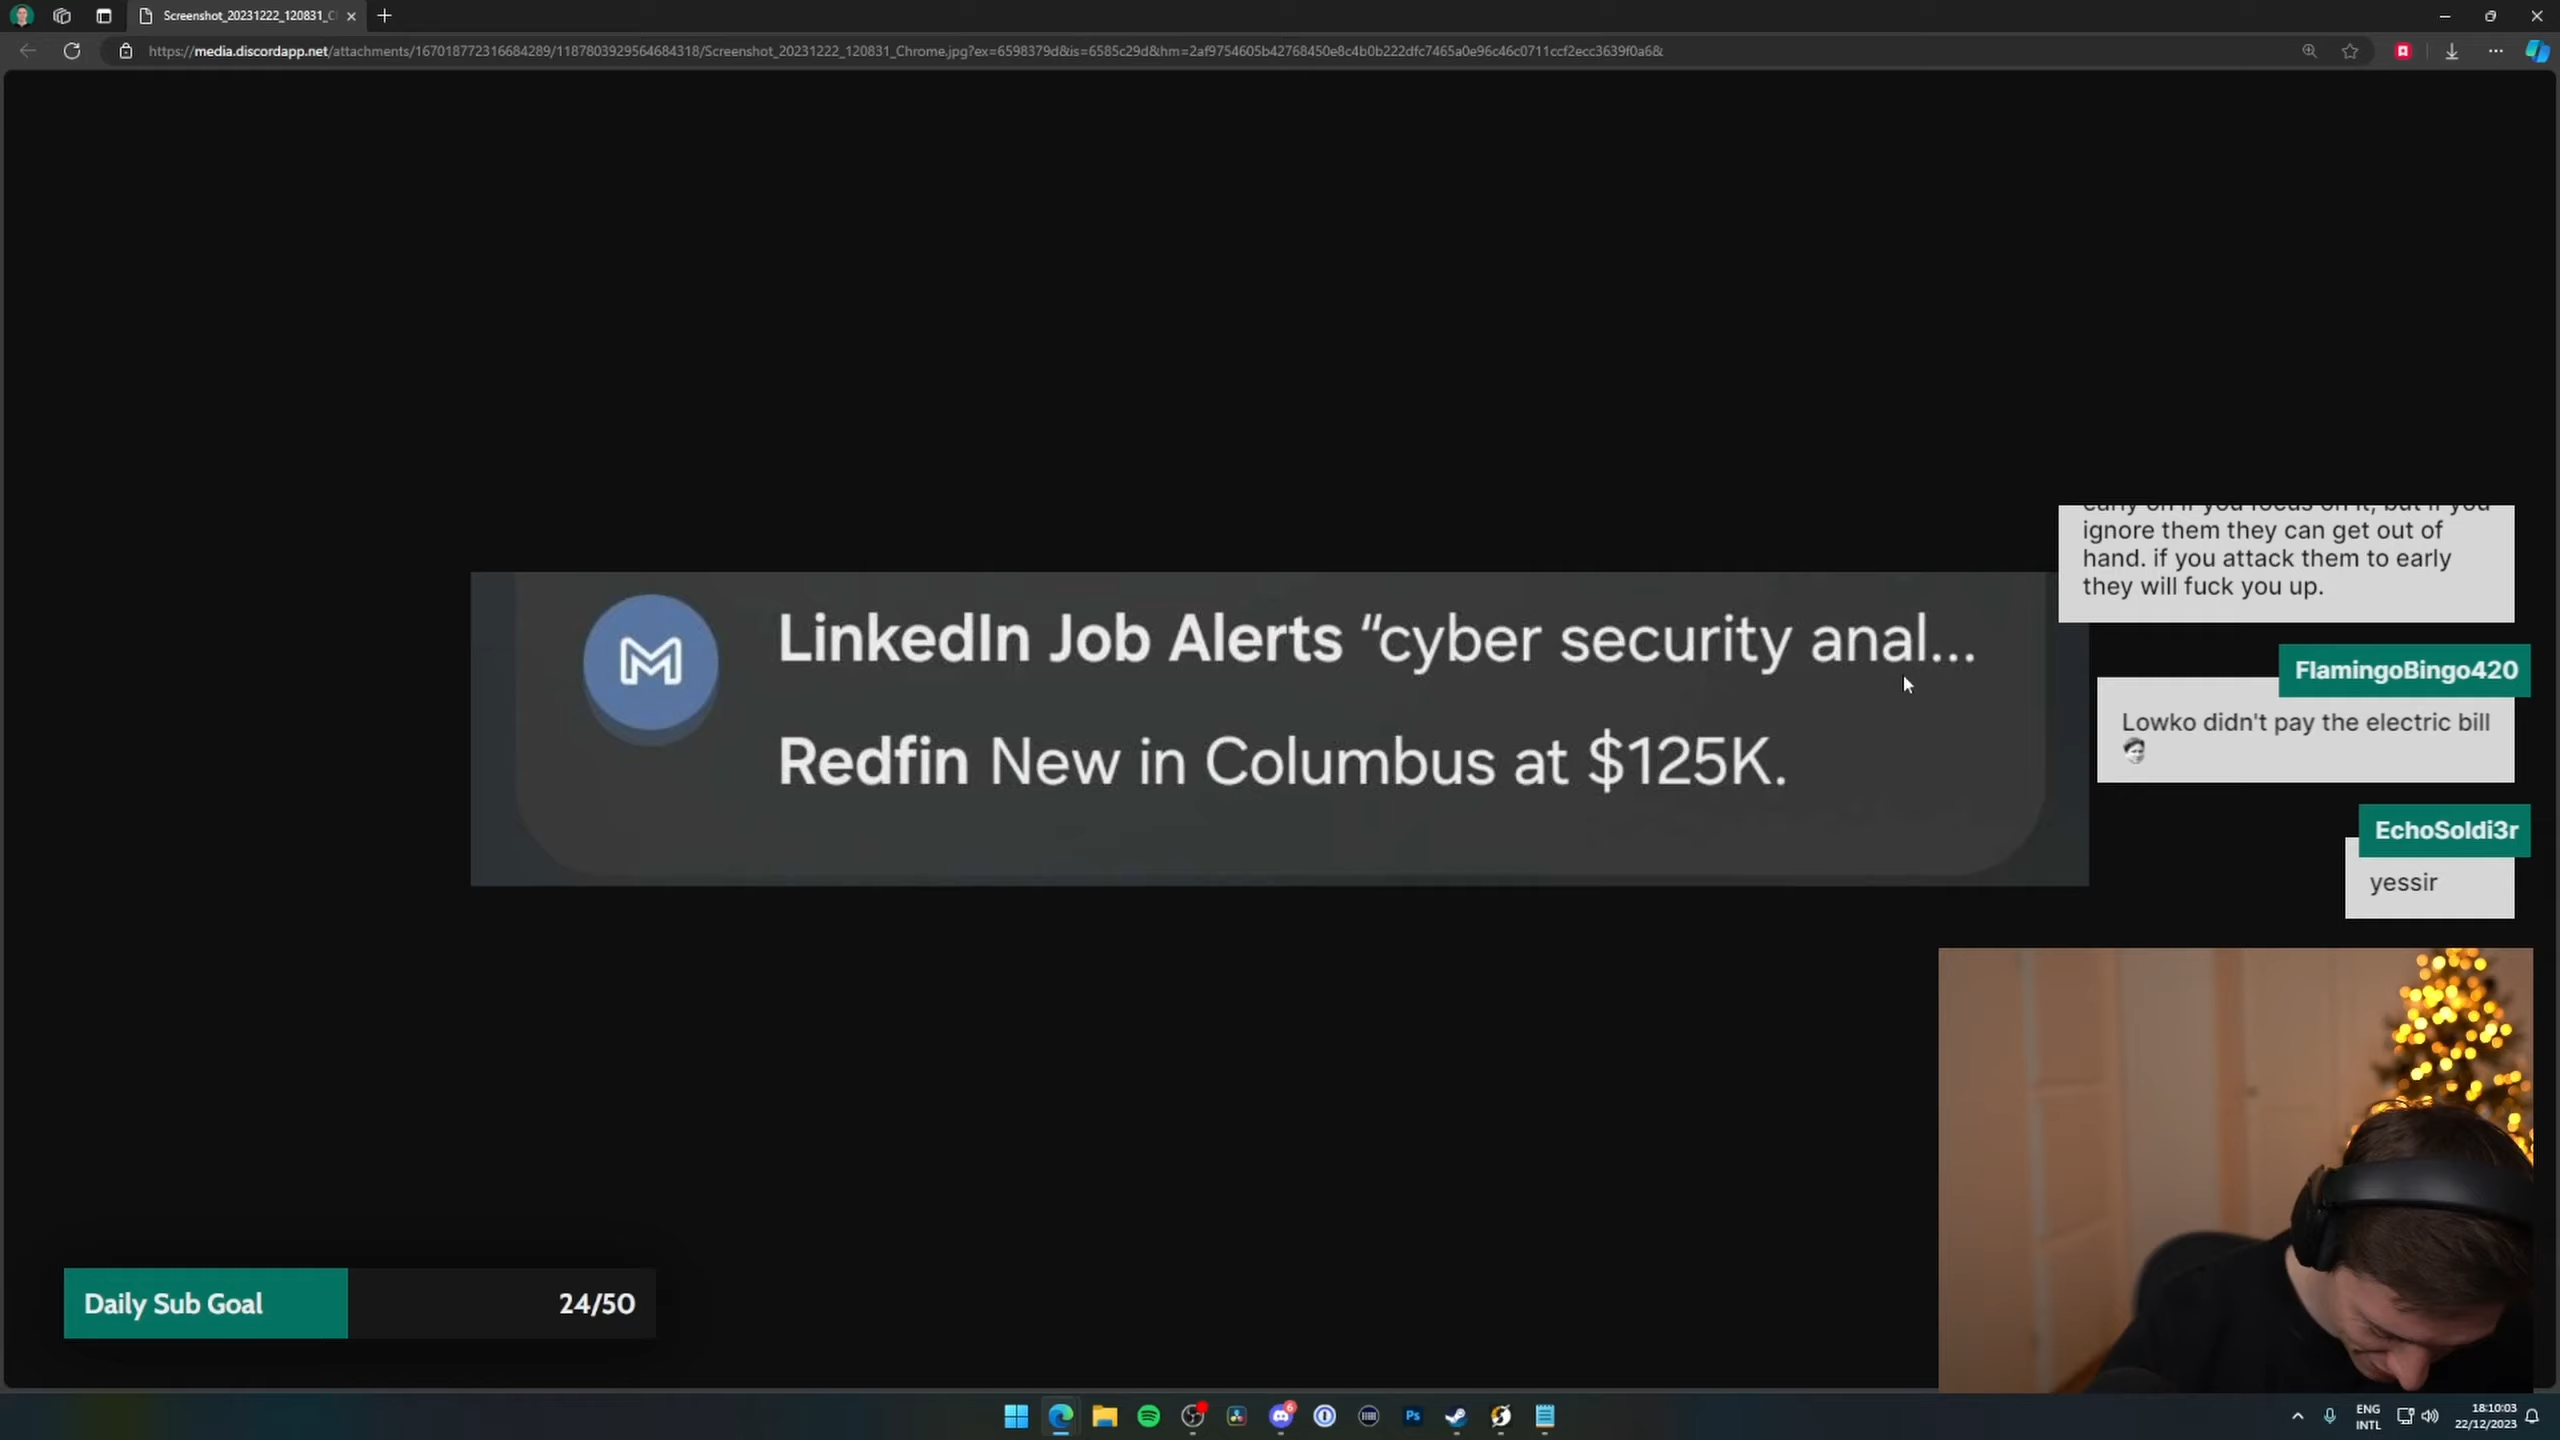 Screenshot_20231222_120831_C
https://media.discordapp.net/attachments/167018772316684289/1187803929564684318/Screenshot_20231222_120831_Chrome.jpg?ex=6598379d&is=6585c29d&hm=2af9754605b42768450e8c4b0b222dfc7465a0e96c46c0711ccf2ecc3639f0a6&
ignore them they can get out of
hand. if you attack them to early
they will fuck you up.
LinkedIn Job Alerts “cyber security anal...
Redfin New in Columbus at $125K.
FlamingoBingo420
Lowko didn't pay the electric bill
EchoSoldi3r
yessir
Daily Sub Goal 24/50
Ps
6
ENG
INTL
18:10:03
22/12/2023